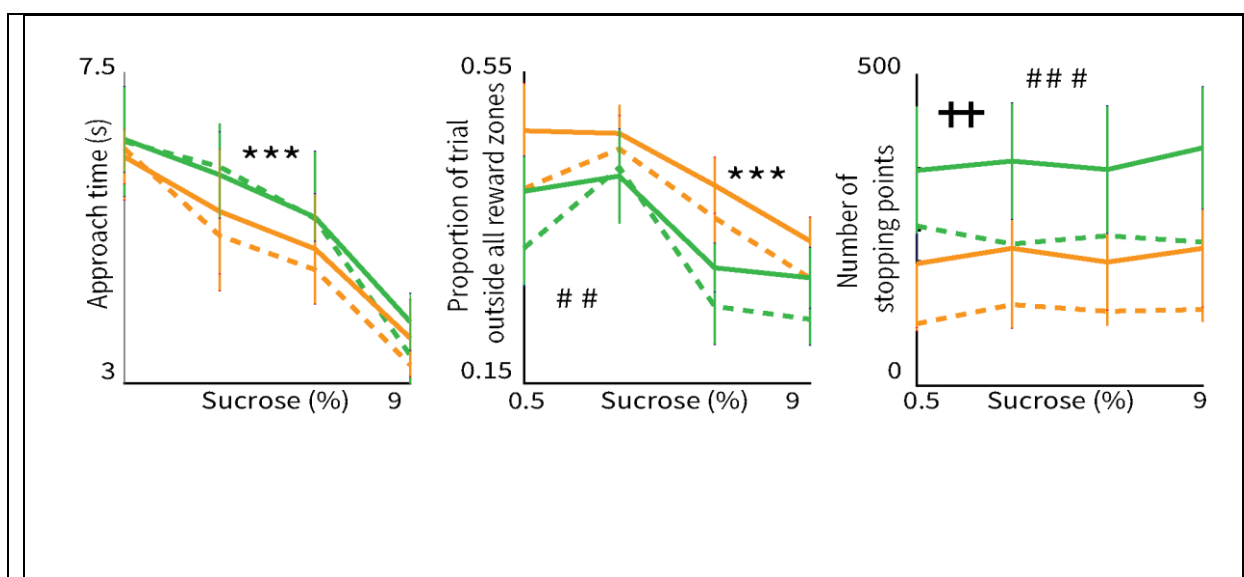 7.5
Approach time (s)
***
3
Sucrose (%)
9
0.55
Proportion of trial
outside all reward zones
***
# #
0.15
0.5
Sucrose (%)
9
500
# # #
ǂ
Number of
stopping points
0
0.5
Sucrose (%)
9